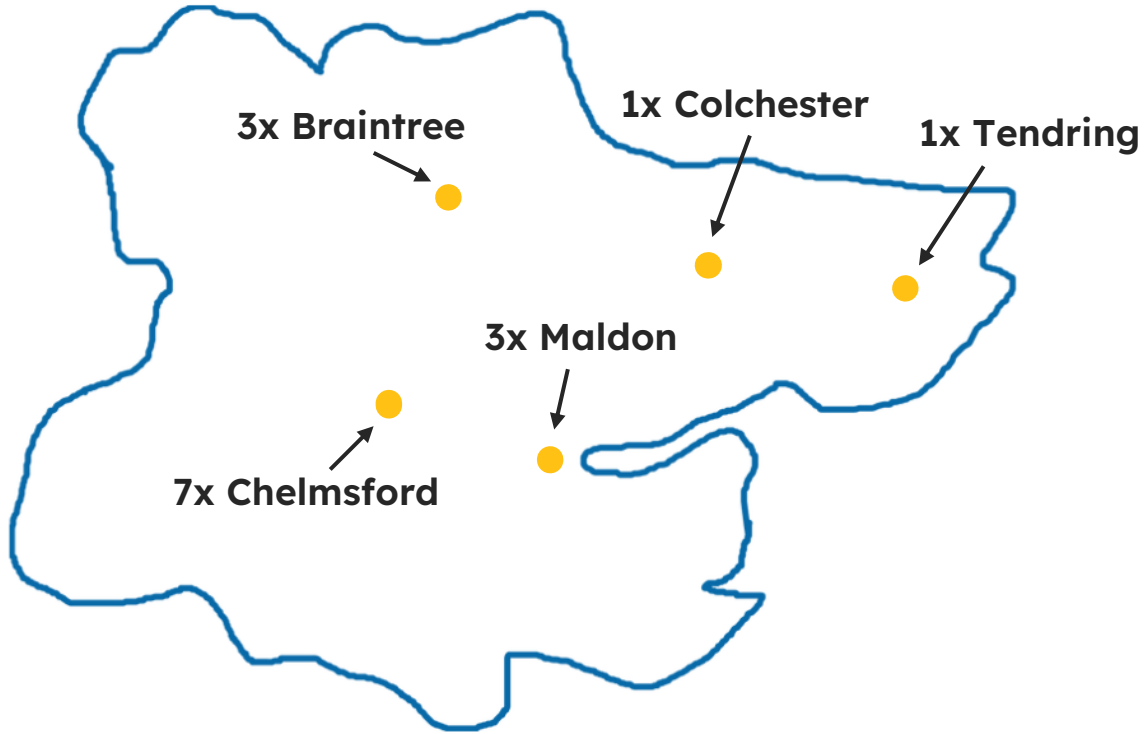 1x Colchester
3x Braintree
1x Tendring
3x Maldon
7x Chelmsford